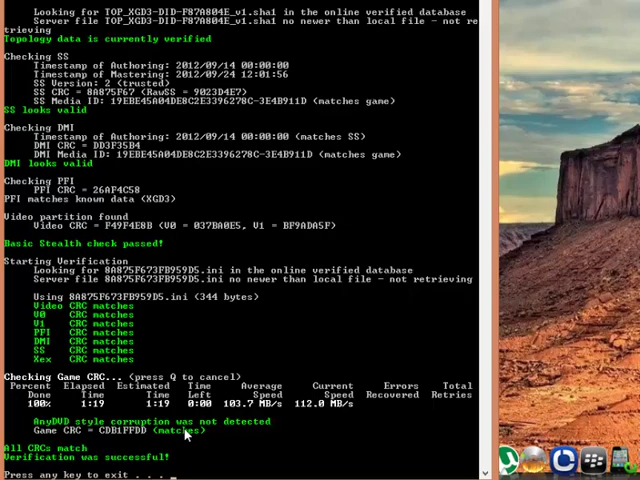 Looking for TOP_XGD3-DID-F87A804E_v1.sha1 in the online verified database
Server file TOP_XGD3-DID-F87A804E_v1.sha1 no newer than local file - not re
trieving
Topology data is currently verified
Checking SS
Timestamp of Authoring: 2012/09/14 00:00:00
Timestamp of Mastering: 2012/09/24 12:01:56
SS Version: 2 (trusted)
SS CRC = 8A875F67 (RawSS = 9023D4E7)
SS Media ID: 19EBE45A04DE8C2E3396278C-3E4B911D (matches game)
SS looks valid
Checking DMI
Timestamp of Authoring: 2012/09/14 00:00:00 (matches SS)
DMI CRC = DD3F35B4
DMI Media ID: 19EBE45A04DE8C2E3396278C-3E4B911D (matches game)
DMI looks valid
Checking PFI
PFI CRC = 26AF4C58
PFI matches known data (XGD3)
Video partition found
Video CRC = F49F4E8B (V0 = 037BA0E5, V1 = BF9ADA5F)
Basic Stealth check passed!
Starting Verification
Looking for 8A875F673FB959D5.ini in the online verified database
Server file 8A875F673FB959D5.ini no newer than local file - not retrieving
Using 8A875F673FB959D5.ini (344 bytes)
Video CRC matches
V0 CRC matches
V1 CRC matches
PFI CRC matches
DMI CRC matches
SS CRC matches
Xex CRC matches
Checking Game CRC... (press Q to cancel)
Percent Elapsed Estimated Time Average Current Errors Total
Done Time Time Left Speed Speed Recovered Retries
100% 1:19 1:19 0:00 103.7 MB/s 112.0 MB/s
AnyDVD style corruption was not detected
Game CRC = CDB1FFDD (matches)
All CRCs match
Verification was successful!
Press any key to exit . . . _